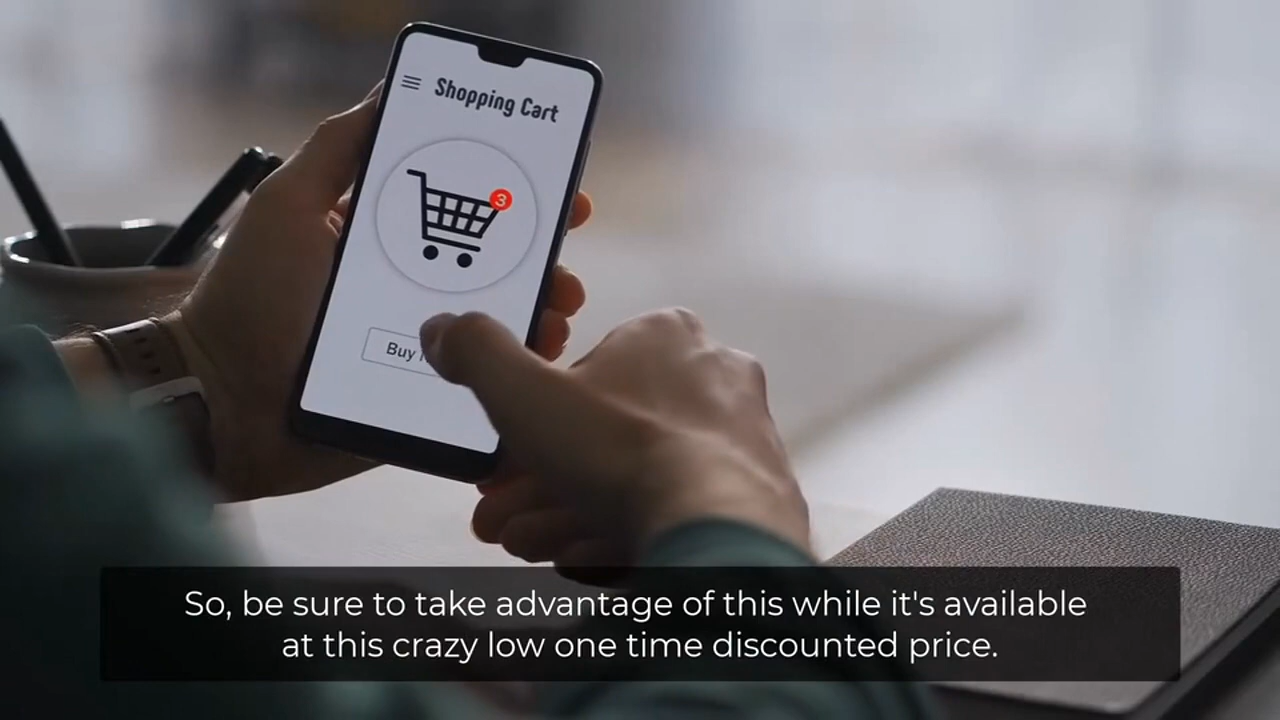 Shopping Cart
3
Buy
So, be sure to take advantage of this while it's available
at this crazy low one time discounted price.